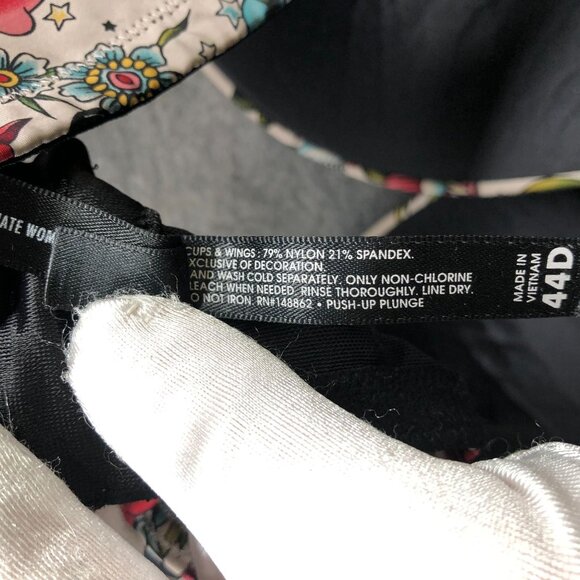 ATE WOM
CUPS & WINGS: 79% NYLON 21% SPANDEX.
EXCLUSIVE OF DECORATION.
AND WASH COLD SEPARATELY. ONLY NON-CHLORINE
LEACH WHEN NEEDED. RINSE THOROUGHLY. LINE DRY.
O NOT IRON. RN#148862 • PUSH-UP PLUNGE
MADE IN
VIETNAM
44D